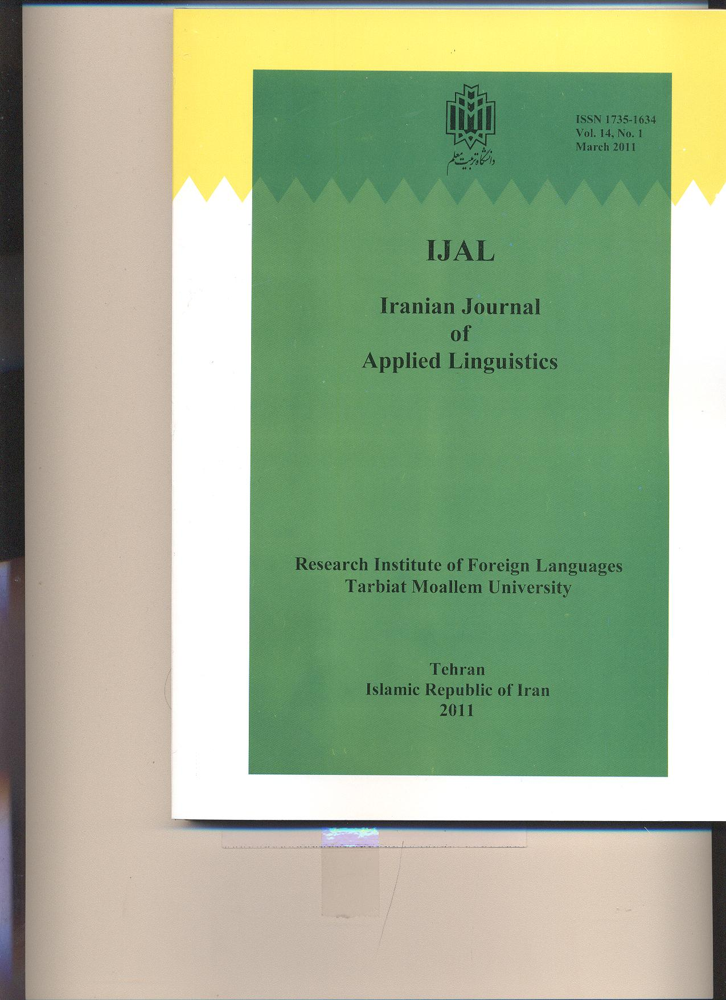 دانشگاه تربیت معلم
ISSN 1735-1634
Vol. 14, No. 1
March 2011
IJAL
Iranian Journal
of
Applied Linguistics
Research Institute of Foreign Languages
Tarbiat Moallem University
Tehran
Islamic Republic of Iran
2011